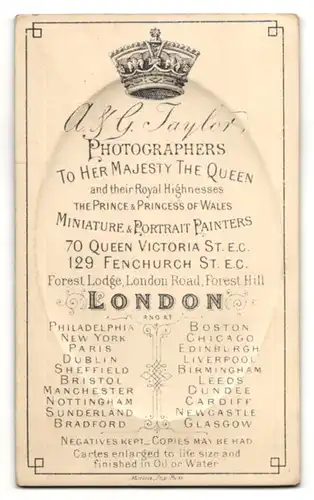 A. & G. Taylor,
PHOTOGRAPHERS
TO HER MAJESTY THE QUEEN
and their Royal Highnesses
THE PRINCE & PRINCESS OF WALES
MINIATURE & PORTRAIT PAINTERS
70 QUEEN VICTORIA ST. E.C.
129 FENCHURCH ST. E.C.
Forest Lodge, London Road, Forest Hill
LONDON
AND AT
PHILADELPHIA BOSTON
NEW YORK CHICAGO
PARIS EDINBURGH
DUBLIN LIVERPOOL
SHEFFIELD BIRMINGHAM
BRISTOL LEEDS
MANCHESTER DUNDEE
NOTTINGHAM CARDIFF
SUNDERLAND NEWCASTLE
BRADFORD GLASGOW
NEGATIVES KEPT_ COPIES MAY BE HAD
Cartes enlarged to life size and
finished in Oil or Water